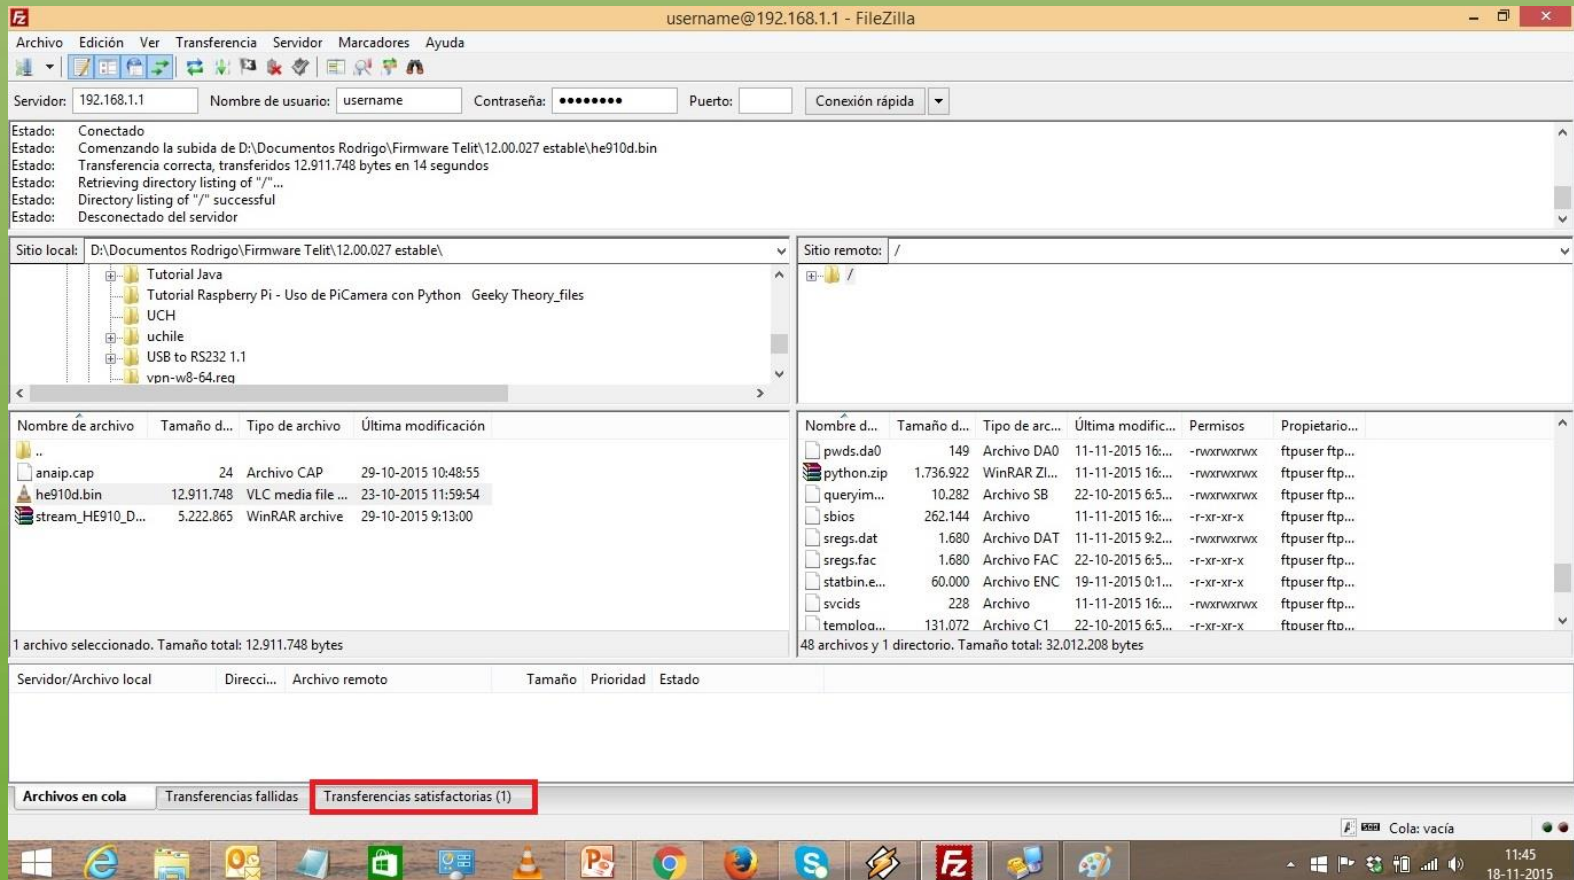 username@192.168.1.1 - FileZilla
Archivo Edición Ver Transferencia Servidor Marcadores Ayuda
Servidor: 192.168.1.1 Nombre de usuario: username Contraseña: ●●●●●●●● Puerto: Conexión rápida
Estado: Conectado
Estado: Comenzando la subida de D:\Documentos Rodrigo\Firmware Telit\12.00.027 estable\he910d.bin
Estado: Transferencia correcta, transferidos 12.911.748 bytes en 14 segundos
Estado: Retrieving directory listing of "/"...
Estado: Directory listing of "/" successful
Estado: Desconectado del servidor
Sitio local: D:\Documentos Rodrigo\Firmware Telit\12.00.027 estable\
Tutorial Java
Tutorial Raspberry Pi - Uso de PiCamera con Python Geeky Theory_files
UCH
uchile
USB to RS232 1.1
vpn-w8-64.reg
Sitio remoto: /
/
Nombre de archivo Tamaño d... Tipo de archivo Última modificación
..
anaip.cap 24 Archivo CAP 29-10-2015 10:48:55
he910d.bin 12.911.748 VLC media file ... 23-10-2015 11:59:54
stream_HE910_D... 5.222.865 WinRAR archive 29-10-2015 9:13:00
1 archivo seleccionado. Tamaño total: 12.911.748 bytes
Nombre d... Tamaño d... Tipo de arc... Última modific... Permisos Propietario...
pwds.da0 149 Archivo DA0 11-11-2015 16:... -rwxrwxrwx ftpuser ftp...
python.zip 1.736.922 WinRAR ZI... 11-11-2015 16:... -rwxrwxrwx ftpuser ftp...
queryim... 10.282 Archivo SB 22-10-2015 6:5... -rwxrwxrwx ftpuser ftp...
sbios 262.144 Archivo 11-11-2015 16:... -r-xr-xr-x ftpuser ftp...
sregs.dat 1.680 Archivo DAT 11-11-2015 9:2... -rwxrwxrwx ftpuser ftp...
sregs.fac 1.680 Archivo FAC 22-10-2015 6:5... -r-xr-xr-x ftpuser ftp...
statbin.e... 60.000 Archivo ENC 19-11-2015 0:1... -r-xr-xr-x ftpuser ftp...
svcids 228 Archivo 11-11-2015 16:... -rwxrwxrwx ftpuser ftp...
templog... 131.072 Archivo C1 22-10-2015 6:5... -r-xr-xr-x ftpuser ftp...
48 archivos y 1 directorio. Tamaño total: 32.012.208 bytes
Servidor/Archivo local Direcci... Archivo remoto Tamaño Prioridad Estado
Archivos en cola Transferencias fallidas Transferencias satisfactorias (1)
Cola: vacía
11:45
18-11-2015